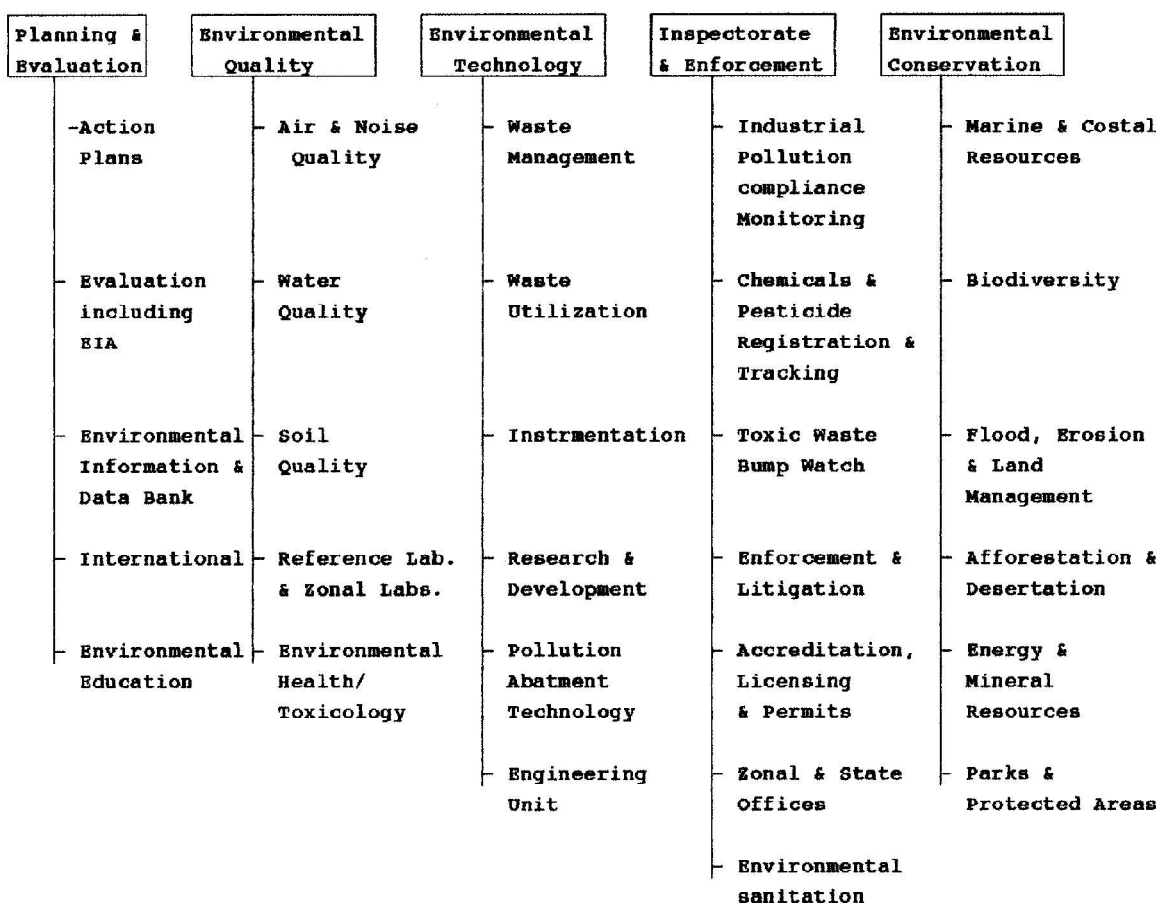 Planning &
Evaluation
-Action
Plans
- Evaluation
including
EIA
- Environmental
Information &
Data Bank
- International
- Environmental
Education
Environmental
Quality
- Air & Noise
Quality
- Water
Quality
- Soil
Quality
- Reference Lab.
& Zonal Labs.
- Environmental
Health/
Toxicology
Environmental
Technology
- Waste
Management
- Waste
Utilization
- Instrmentation
- Research &
Development
- Pollution
Abatment
Technology
- Engineering
Unit
Inspectorate
& Enforcement
- Industrial
Pollution
compliance
Monitoring
- Chemicals &
Pesticide
Registration &
Tracking
- Toxic Waste
Bump Watch
- Enforcement &
Litigation
- Accreditation,
Licensing
& Permits
- Zonal & State
Offices
- Environmental
sanitation
Environmental
Conservation
- Marine & Costal
Resources
- Biodiversity
- Flood, Erosion
& Land
Management
- Afforestation &
Desertation
- Energy &
Mineral
Resources
- Parks &
Protected Areas